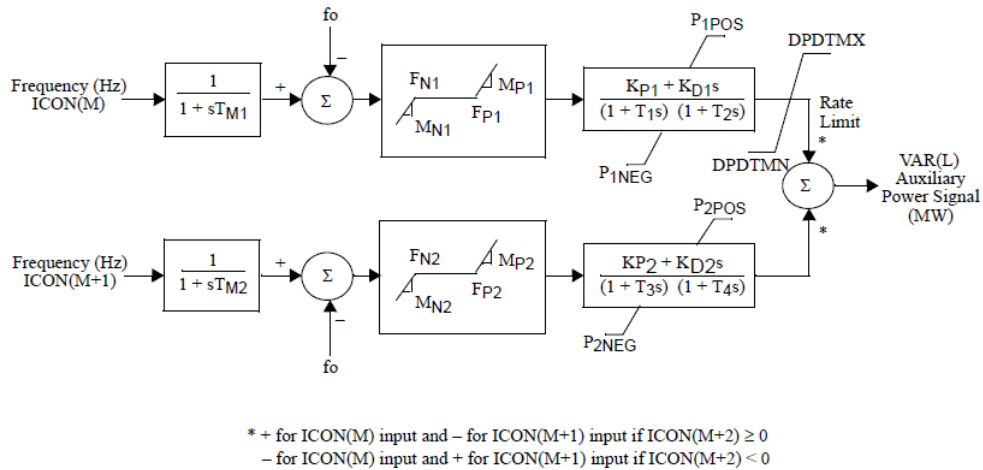 fo
P1POS
DPDTMX
Frequency (Hz)
ICON(M)
1
1 + sTM1
+
–
Σ
FN1
MP1
MN1
FP1
KP1 + KD1s
(1 + T1s) (1 + T2s)
Rate
Limit
*
P1NEG
DPDTMN
Σ
VAR(L)
Auxiliary
Power Signal
(MW)
P2POS
*
Frequency (Hz)
ICON(M+1)
1
1 + sTM2
+
Σ
–
FN2
MP2
MN2
FP2
KP2 + KD2s
(1 + T3s) (1 + T4s)
P2NEG
fo
* + for ICON(M) input and – for ICON(M+1) input if ICON(M+2) ≥ 0
– for ICON(M) input and + for ICON(M+1) input if ICON(M+2) < 0